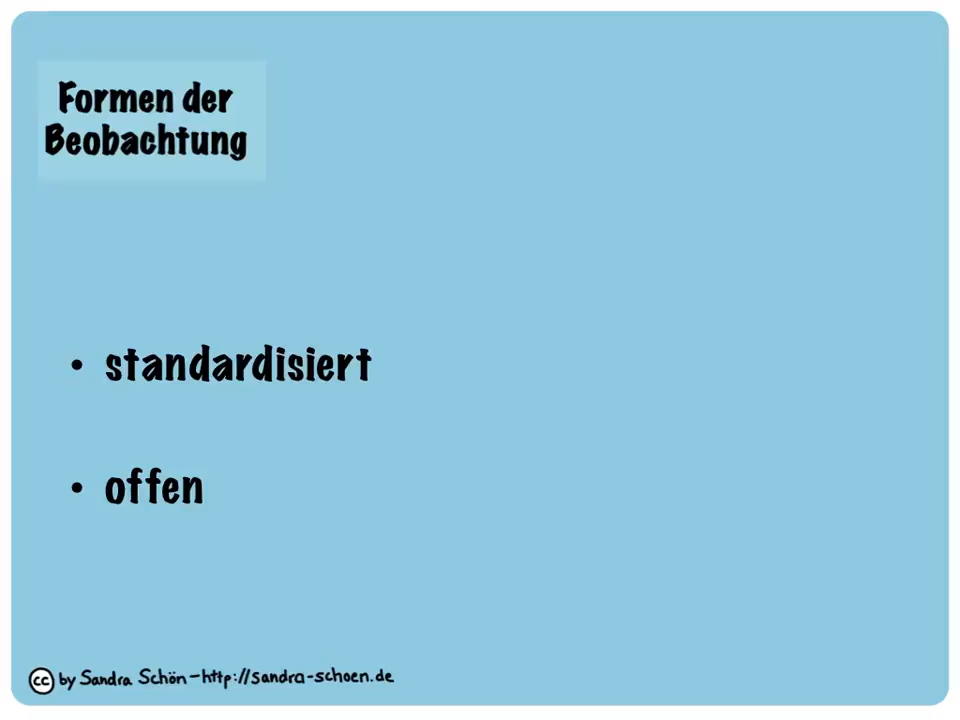 Formen der
Beobachtung
• standardisiert
• offen
cc by Sandra Schön – http://sandra-schoen.de